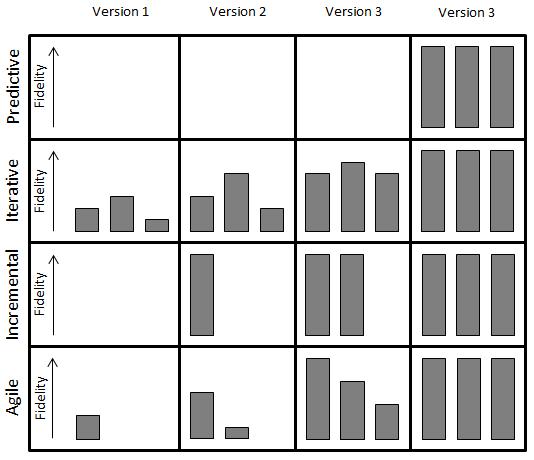 Version 1
Version 2
Version 3
Version 3
Predictive
Fidelity
Iterative
Fidelity
Incremental
Fidelity
Agile
Fidelity